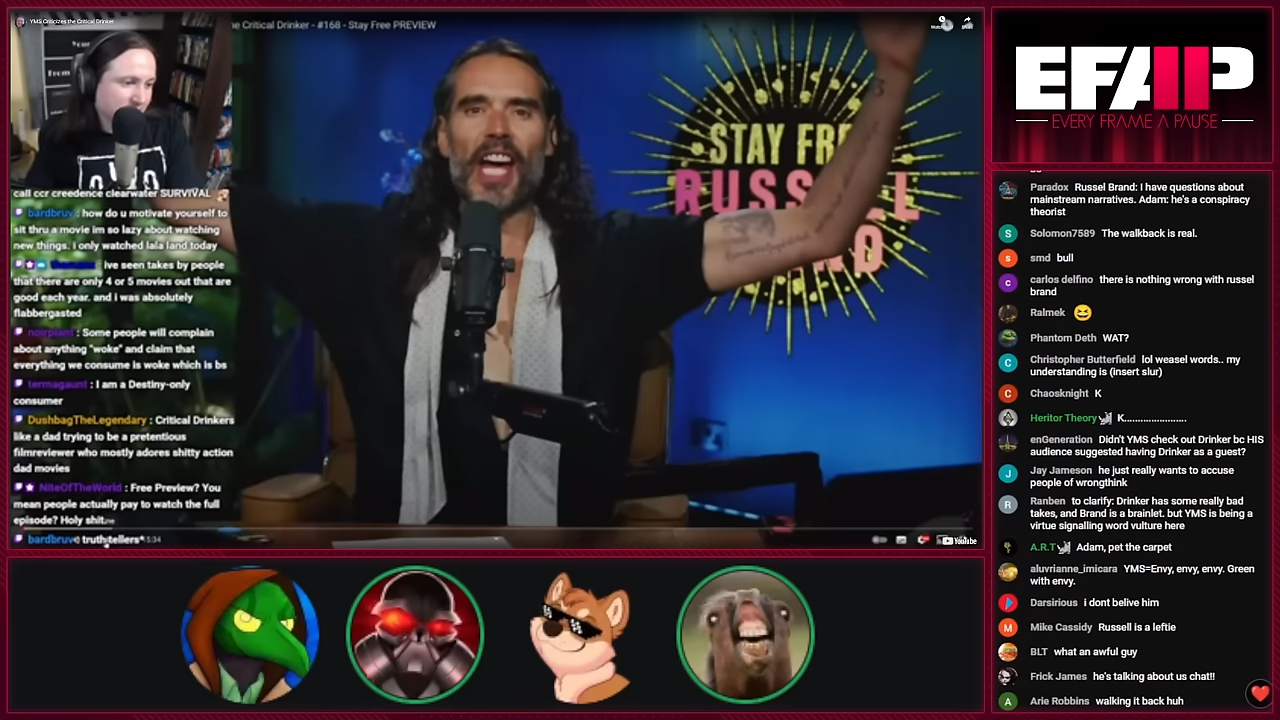 YMS Criticizes the Critical Drinker
he Critical Drinker - #168 - Stay Free PREVIEW
Your
From
STAY FRE
RUSSELL
call ccr creedence clearwater SURVIVAL
bardbruv : how do u motivate yourself to
sit thru a movie im so lazy about watching
new things. i only watched lala land today
: ive seen takes by people
that there are only 4 or 5 movies out that are
good each year. and i was absolutely
flabbergasted
: Some people will complain
about anything "woke" and claim that
everything we consume is woke which is bs
termagaunt : I am a Destiny-only
consumer
DushbagTheLegendary : Critical Drinkers
like a dad trying to be a pretentious
filmreviewer who mostly adores shitty action
dad movies
NiteOfTheWorld : Free Preview? You
mean people actually pay to watch the full
episode? Holy shit.
bardbruv truth tellers*
YouTube
EFAP
EVERY FRAME A PAUSE
Paradox Russel Brand: I have questions about
mainstream narratives. Adam: he's a conspiracy
theorist
S Solomon7589 The walkback is real.
s smd bull
c carlos delfino there is nothing wrong with russel
brand
Ralmek
Phantom Deth WAT?
C Christopher Butterfield lol weasel words.. my
understanding is (insert slur)
C Chaosknight K
Heritor Theory K......................
enGeneration Didn't YMS check out Drinker bc HIS
audience suggested having Drinker as a guest?
J Jay Jameson he just really wants to accuse
people of wrongthink
R Ranben to clarify: Drinker has some really bad
takes, and Brand is a brainlet. but YMS is being a
virtue signalling word vulture here
A.R.T Adam, pet the carpet
aluvrianne_imicara YMS=Envy, envy, envy. Green
with envy.
Darsirious i dont belive him
M Mike Cassidy Russell is a leftie
BLT what an awful guy
Frick James he's talking about us chat!!
A Arie Robbins walking it back huh